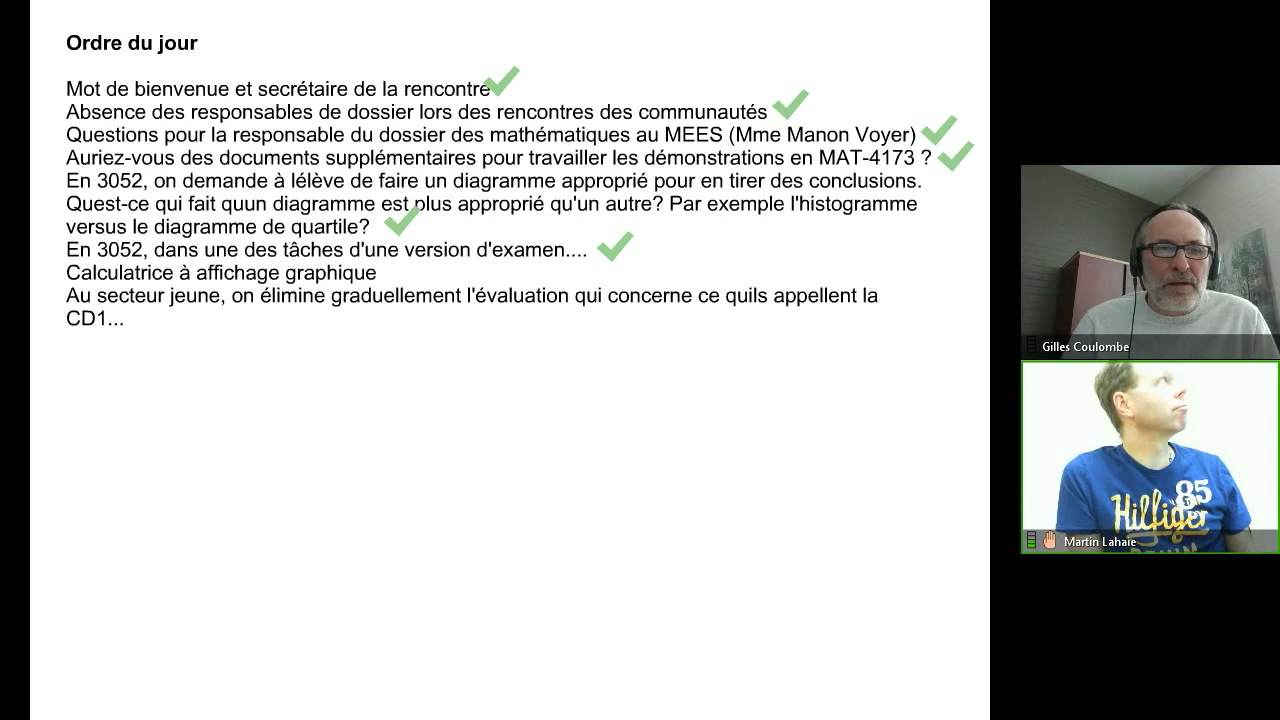 Ordre du jour
Mot de bienvenue et secrétaire de la rencontre
Absence des responsables de dossier lors des rencontres des communautés
Questions pour la responsable du dossier des mathématiques au MEES (Mme Manon Voyer)
Auriez-vous des documents supplémentaires pour travailler les démonstrations en MAT-4173 ?
En 3052, on demande à lélève de faire un diagramme approprié pour en tirer des conclusions.
Quest-ce qui fait quun diagramme est plus approprié qu'un autre? Par exemple l'histogramme
versus le diagramme de quartile?
En 3052, dans une des tâches d'une version d'examen....
Calculatrice à affichage graphique
Au secteur jeune, on élimine graduellement l'évaluation qui concerne ce quils appellent la
CD1...
Gilles Coulombe
85
Hilfiger
Martin Lahaie